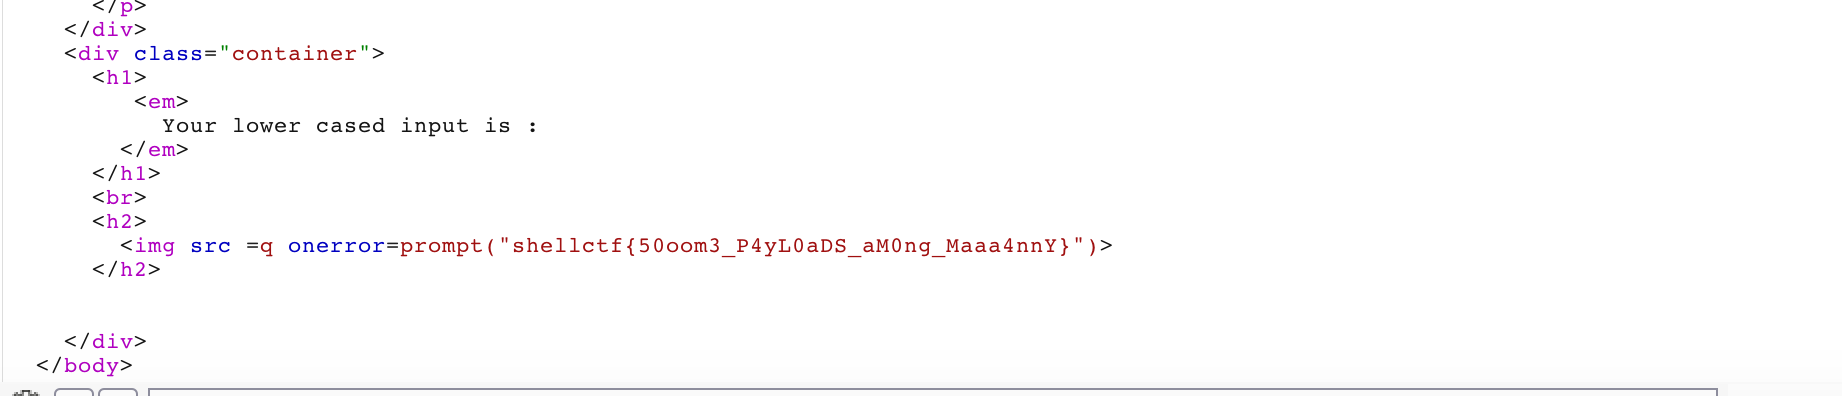 </p>
</div>
<div class="container">
<h1>
<em>
Your lower cased input is :
</em>
</h1>
<br>
<h2>
<img src =q onerror=prompt("shellctf{50oom3_P4yL0aDS_aM0ng_Maaa4nnY}")>
</h2>
</div>
</body>